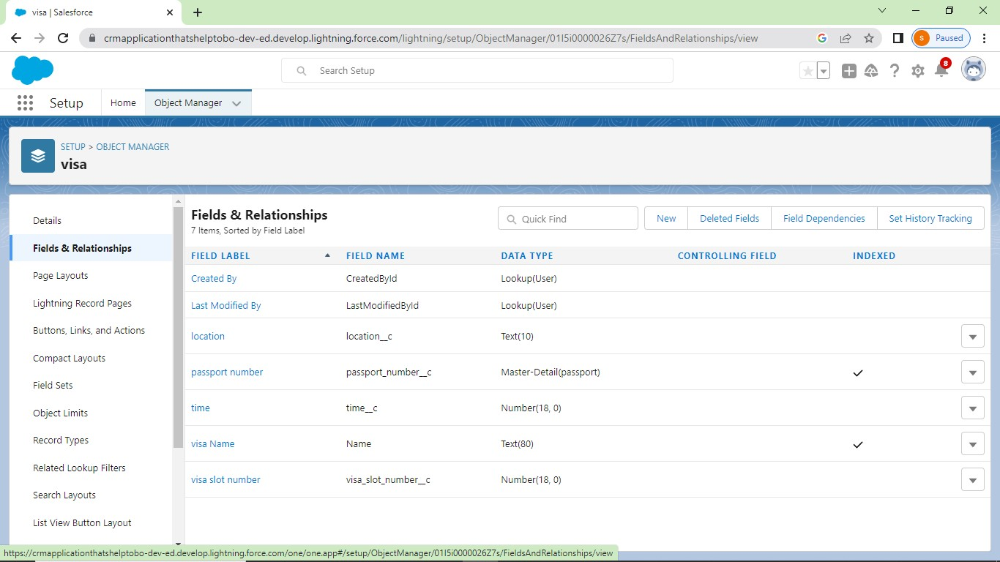 visa | Salesforce
crmapplicationthatshelptobo-dev-ed.develop.lightning.force.com/lightning/setup/ObjectManager/01I5i0000026Z7s/FieldsAndRelationships/view
S Paused
Search Setup
8
Setup Home Object Manager
SETUP > OBJECT MANAGER
visa
Details
Fields & Relationships
Page Layouts
Lightning Record Pages
Buttons, Links, and Actions
Compact Layouts
Field Sets
Object Limits
Record Types
Related Lookup Filters
Search Layouts
List View Button Layout
Fields & Relationships
7 Items, Sorted by Field Label
Quick Find New Deleted Fields Field Dependencies Set History Tracking
FIELD LABEL FIELD NAME DATA TYPE CONTROLLING FIELD INDEXED
Created By CreatedById Lookup(User)
Last Modified By LastModifiedById Lookup(User)
location location__c Text(10)
passport number passport_number__c Master-Detail(passport)
time time__c Number(18, 0)
visa Name Name Text(80)
visa slot number visa_slot_number__c Number(18, 0)
https://crmapplicationthatshelptobo-dev-ed.develop.lightning.force.com/one/one.app#/setup/ObjectManager/01I5i0000026Z7s/FieldsAndRelationships/view